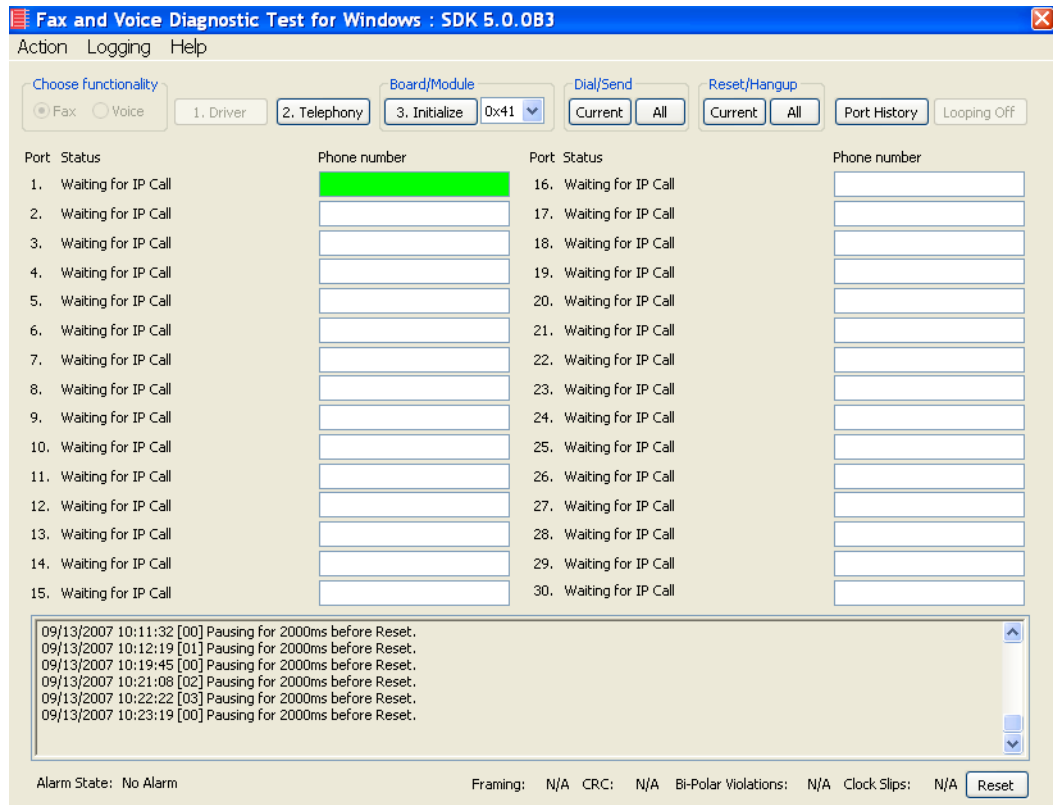 Fax and Voice Diagnostic Test for Windows : SDK 5.0.0B3
Action Logging Help
Choose functionality Board/Module Dial/Send Reset/Hangup
Fax Voice 1. Driver 2. Telephony 3. Initialize 0x41 Current All Current All Port History Looping Off
Port Status Phone number Port Status Phone number
1. Waiting for IP Call 16. Waiting for IP Call
2. Waiting for IP Call 17. Waiting for IP Call
3. Waiting for IP Call 18. Waiting for IP Call
4. Waiting for IP Call 19. Waiting for IP Call
5. Waiting for IP Call 20. Waiting for IP Call
6. Waiting for IP Call 21. Waiting for IP Call
7. Waiting for IP Call 22. Waiting for IP Call
8. Waiting for IP Call 23. Waiting for IP Call
9. Waiting for IP Call 24. Waiting for IP Call
10. Waiting for IP Call 25. Waiting for IP Call
11. Waiting for IP Call 26. Waiting for IP Call
12. Waiting for IP Call 27. Waiting for IP Call
13. Waiting for IP Call 28. Waiting for IP Call
14. Waiting for IP Call 29. Waiting for IP Call
15. Waiting for IP Call 30. Waiting for IP Call
09/13/2007 10:11:32 [00] Pausing for 2000ms before Reset.
09/13/2007 10:12:19 [01] Pausing for 2000ms before Reset.
09/13/2007 10:19:45 [00] Pausing for 2000ms before Reset.
09/13/2007 10:21:08 [02] Pausing for 2000ms before Reset.
09/13/2007 10:22:22 [03] Pausing for 2000ms before Reset.
09/13/2007 10:23:19 [00] Pausing for 2000ms before Reset.
Alarm State: No Alarm Framing: N/A CRC: N/A Bi-Polar Violations: N/A Clock Slips: N/A Reset